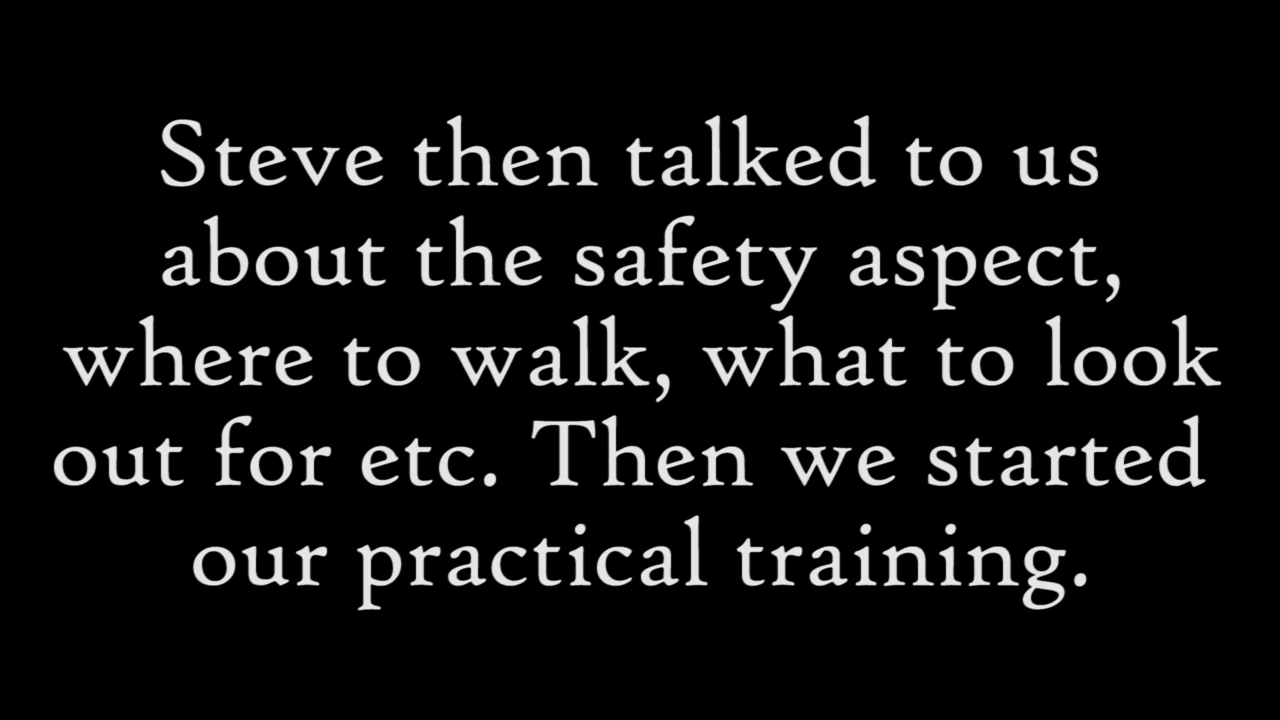 Steve then talked to us
about the safety aspect,
where to walk, what to look
out for etc. Then we started
our practical training.